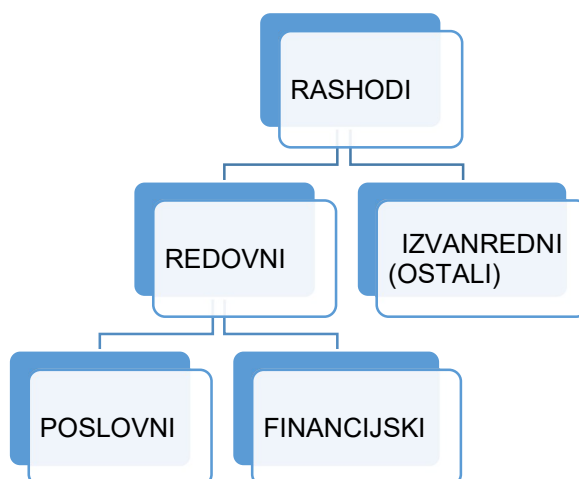 RASHODI
REDOVNI
IZVANREDNI
(OSTALI)
POSLOVNI
FINANCIJSKI